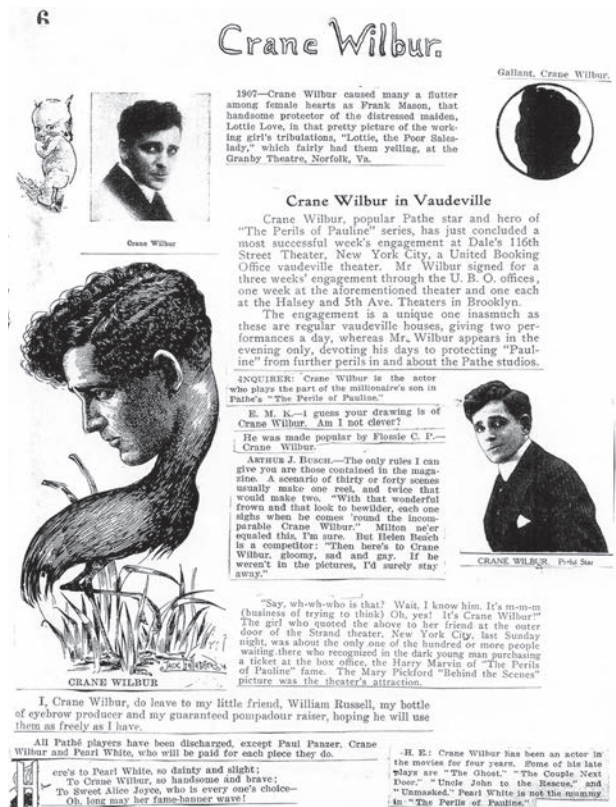 6
Crane Wilbur.
Gallant, Crane Wilbur.
1907—Crane Wilbur caused many a flutter
among female hearts as Frank Mason, that
handsome protector of the distressed maiden,
Lottie Love, in that pretty picture of the work-
ing girl's tribulations, "Lottie, the Poor Sales-
lady," which fairly had them yelling, at the
Granby Theatre, Norfolk, Va.
Crane Wilbur
Crane Wilbur in Vaudeville
Crane Wilbur, popular Pathe star and hero of
"The Perils of Pauline" series, has just concluded a
most successful week's engagement at Dale's 116th
Street Theater, New York City, a United Booking
Office vaudeville theater. Mr Wilbur signed for a
three weeks' engagement through the U. B. O. offices,
one week at the aforementioned theater and one each
at the Halsey and 5th Ave. Theaters in Brooklyn.
The engagement is a unique one inasmuch as
these are regular vaudeville houses, giving two per-
formances a day, whereas Mr. Wilbur appears in the
evening only, devoting his days to protecting "Paul-
ine" from further perils in and about the Pathe studios.
INQUIRER: Crane Wilbur is the actor
who plays the part of the millionaire's son in
Pathe's "The Perils of Pauline."
E. M. K.—I guess your drawing is of
Crane Wilbur. Am I not clever?
He was made popular by Flossie C. P.—
Crane Wilbur.
ARTHUR J. BUSCH.—The only rules I can
give you are those contained in the maga-
zine. A scenario of thirty or forty scenes
usually make one reel, and twice that
would make two. "With that wonderful
frown and that look to bewilder, each one
sighs when he comes 'round the incom-
parable Crane Wilbur." Milton ne'er
equaled this, I'm sure. But Helen Beach
is a competitor: "Then here's to Crane
Wilbur, gloomy, sad and gay. If he
weren't in the pictures, I'd surely stay
away."
CRANE WILBUR Pathe Star
CRANE WILBUR
"Say, wh-wh-who is that? Wait, I know him. It's m-m-m
(business of trying to think) Oh, yes! It's Crane Wilbur!"
The girl who quoted the above to her friend at the outer
door of the Strand theater, New York City, last Sunday
night, was about the only one of the hundred or more people
waiting there who recognized in the dark young man purchasing
a ticket at the box office, the Harry Marvin of "The Perils
of Pauline" fame. The Mary Pickford "Behind the Scenes"
picture was the theater's attraction.
I, Crane Wilbur, do leave to my little friend, William Russell, my bottle
of eyebrow producer and my guaranteed pompadour raiser, hoping he will use
them as freely as I have.
All Pathé players have been discharged, except Paul Panzer, Crane
Wilbur and Pearl White, who will be paid for each piece they do.
ere's to Pearl White, so dainty and slight;
To Crane Wilbur, so handsome and brave;
To Sweet Alice Joyce, who is every one's choice—
Oh, long may her fame-banner wave!
H. E.: Crane Wilbur has been an actor in
the movies for four years. Some of his late
plays are "The Ghost," "The Couple Next
Door," "Uncle John to the Rescue," and
"Unmasked." Pearl White is not the mummy
in "The Perils of Pauline."